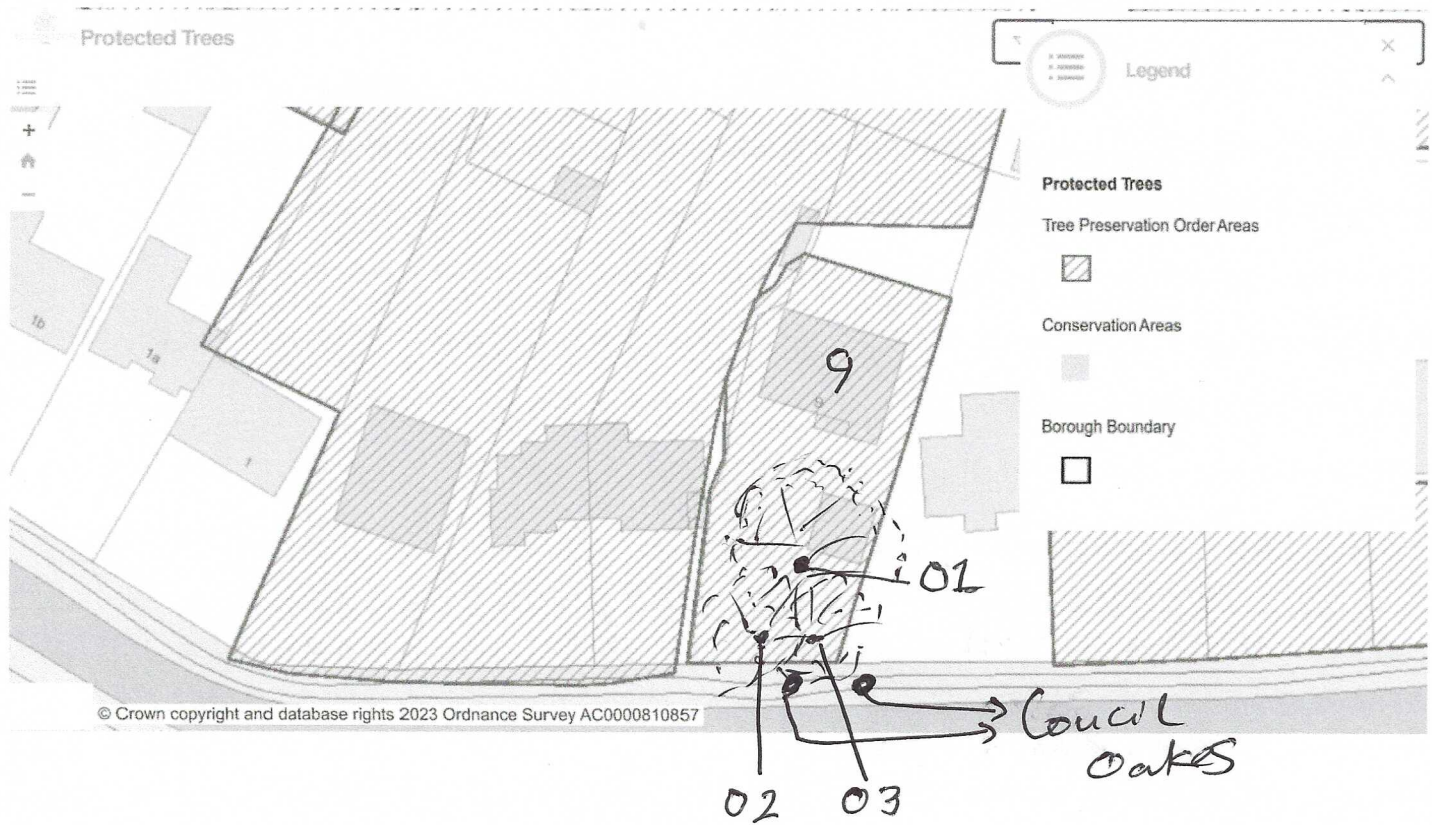 Protected Trees
Legend
Protected Trees
Tree Preservation Order Areas
Conservation Areas
Borough Boundary
1b
1a
1
9
9
01
© Crown copyright and database rights 2023 Ordnance Survey AC0000810857
Coucil
Oakes
02
03